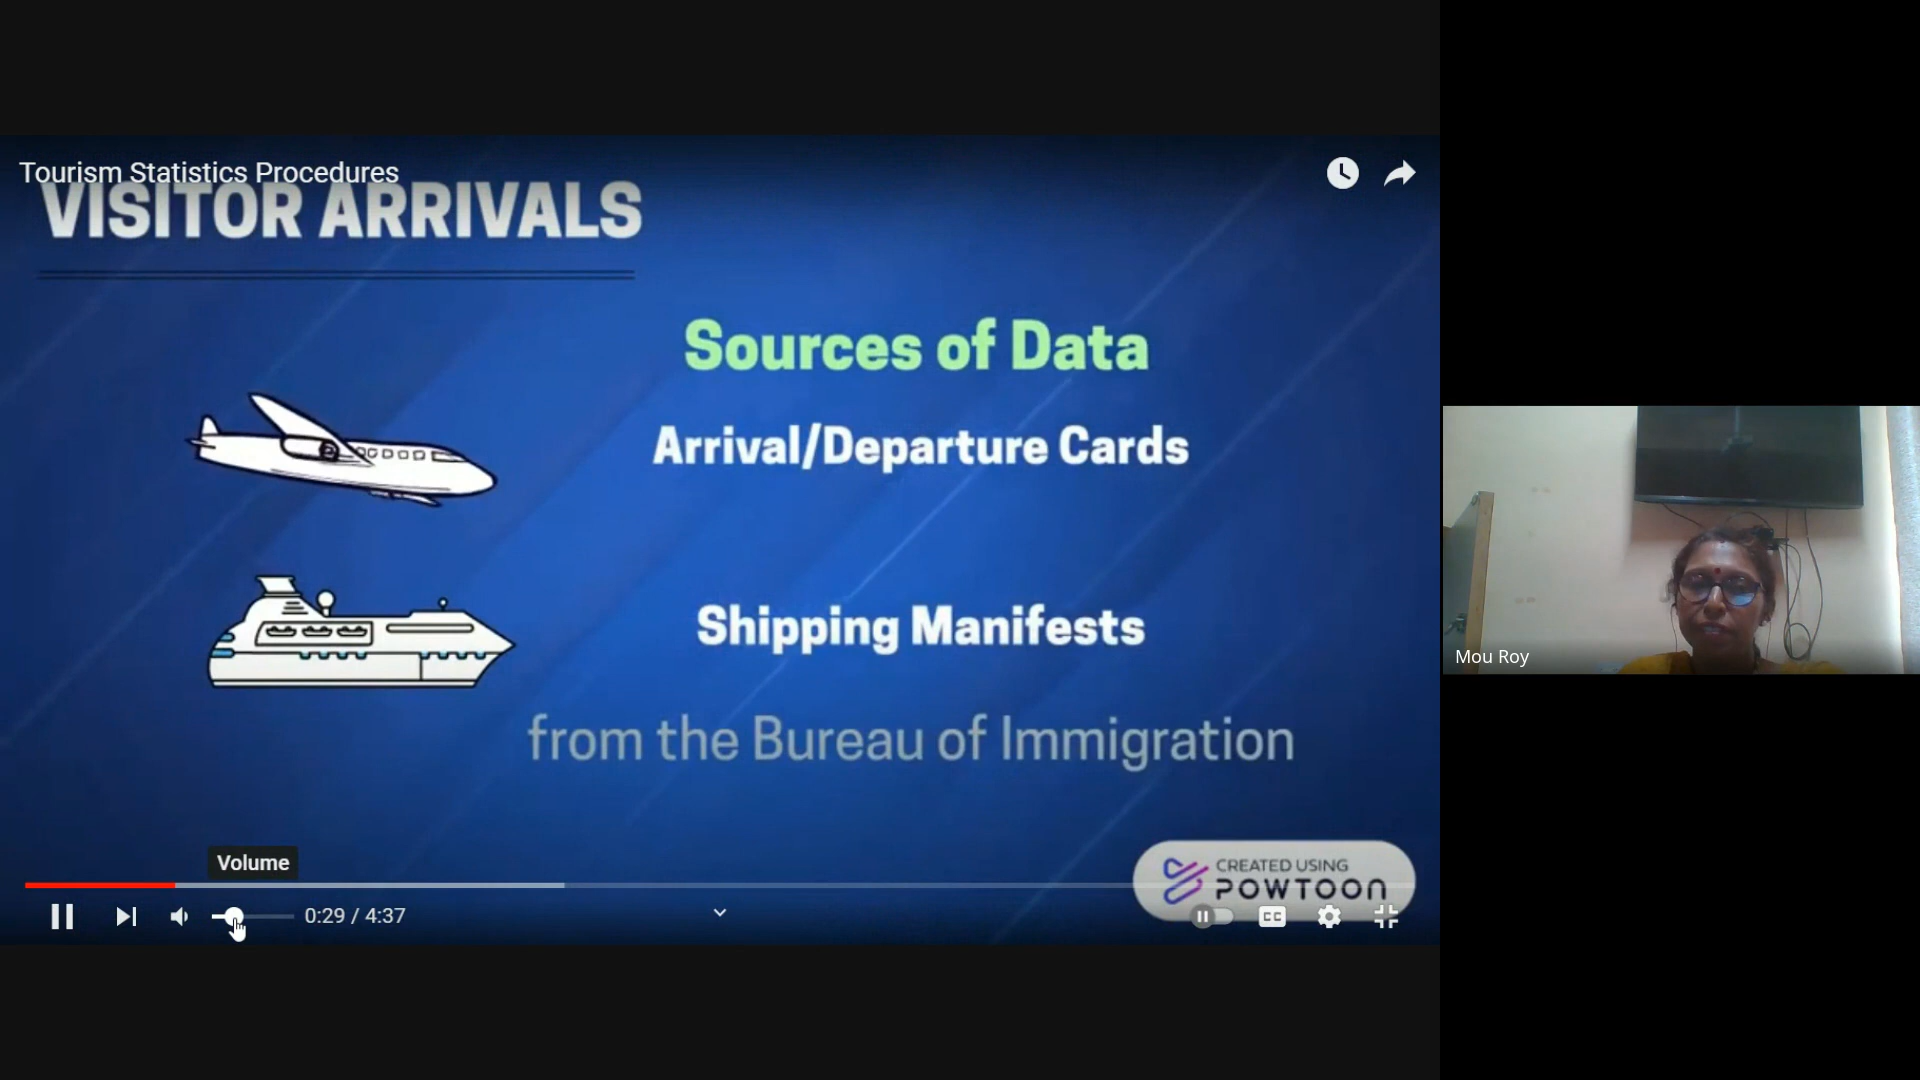 Tourism Statistics Procedures
VISITOR ARRIVALS
Sources of Data
Arrival/Departure Cards
Shipping Manifests
from the Bureau of Immigration
Mou Roy
Volume
CREATED USING
POWTOON
0:29 / 4:37
CC